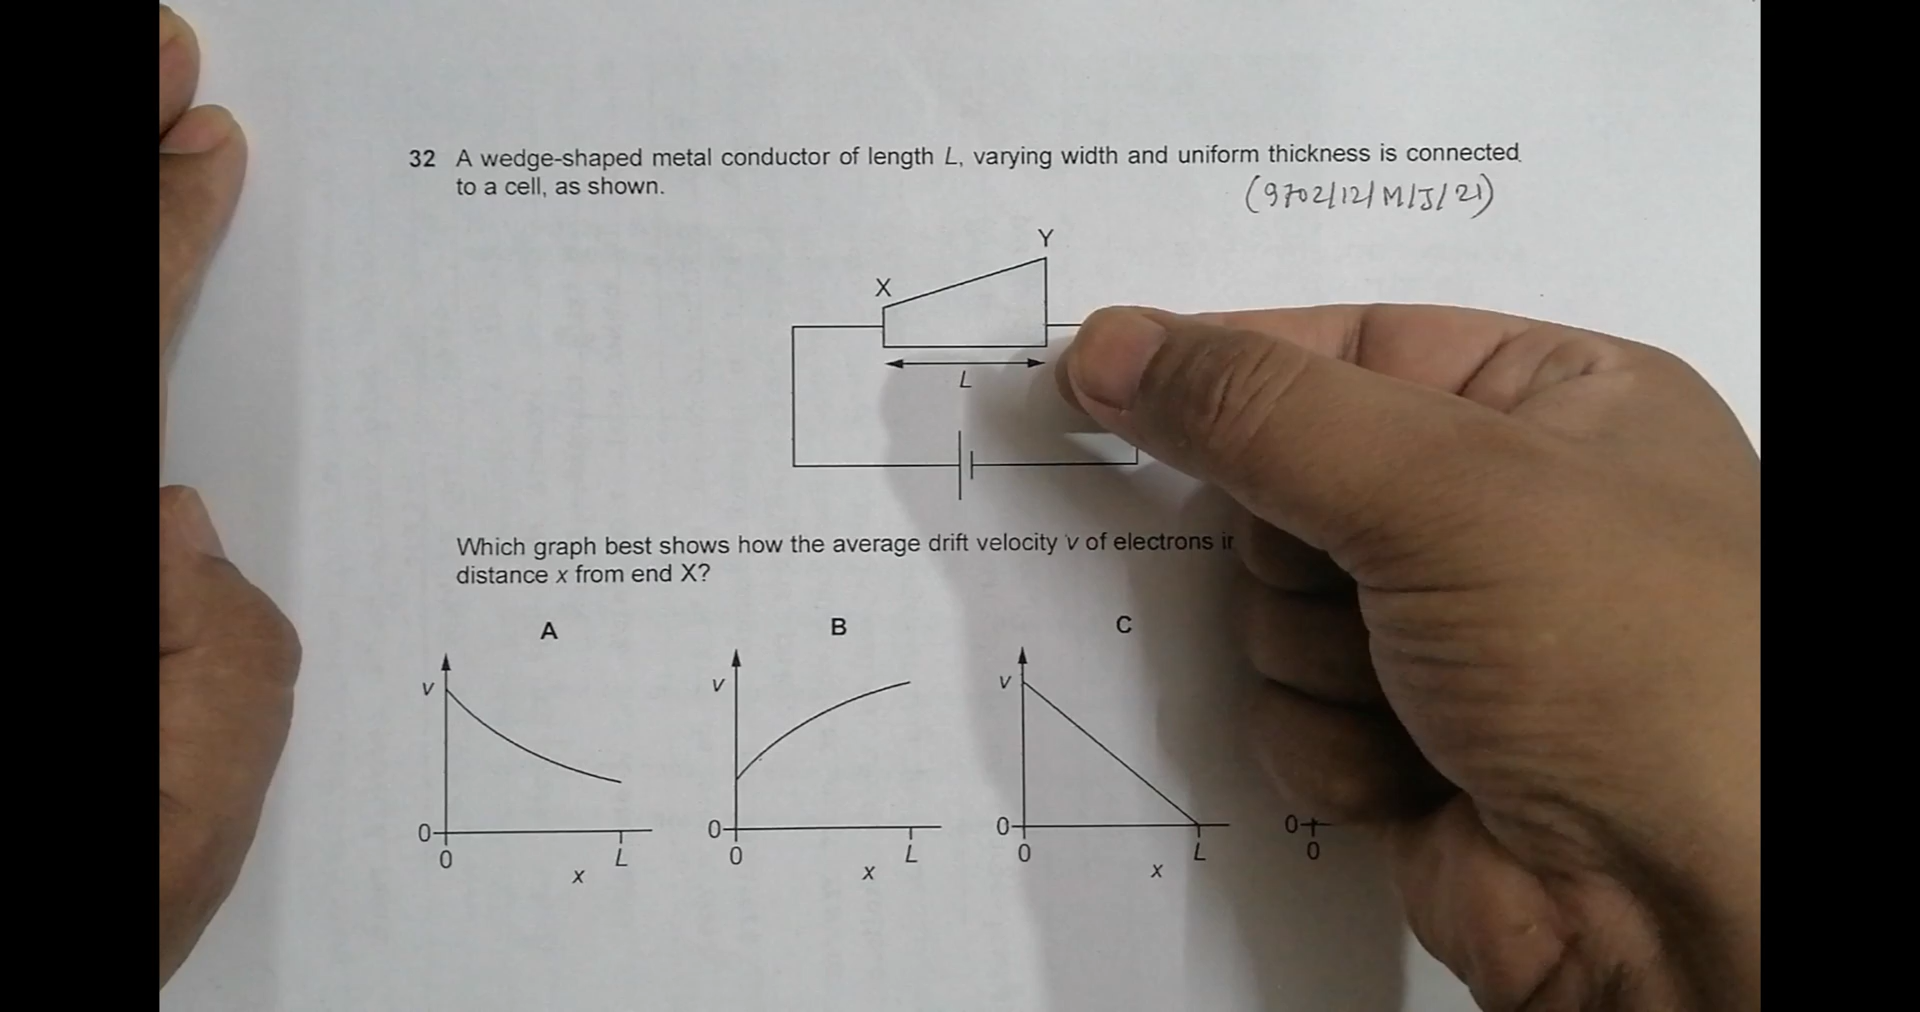 32 A wedge-shaped metal conductor of length L, varying width and uniform thickness is connected
to a cell, as shown.
(9702/12/M/J/21)
Y
X
L
Which graph best shows how the average drift velocity v of electrons
distance x from end X?
A B C
v v v
0 0 0 0
0 L 0 L 0 L 0
x x x